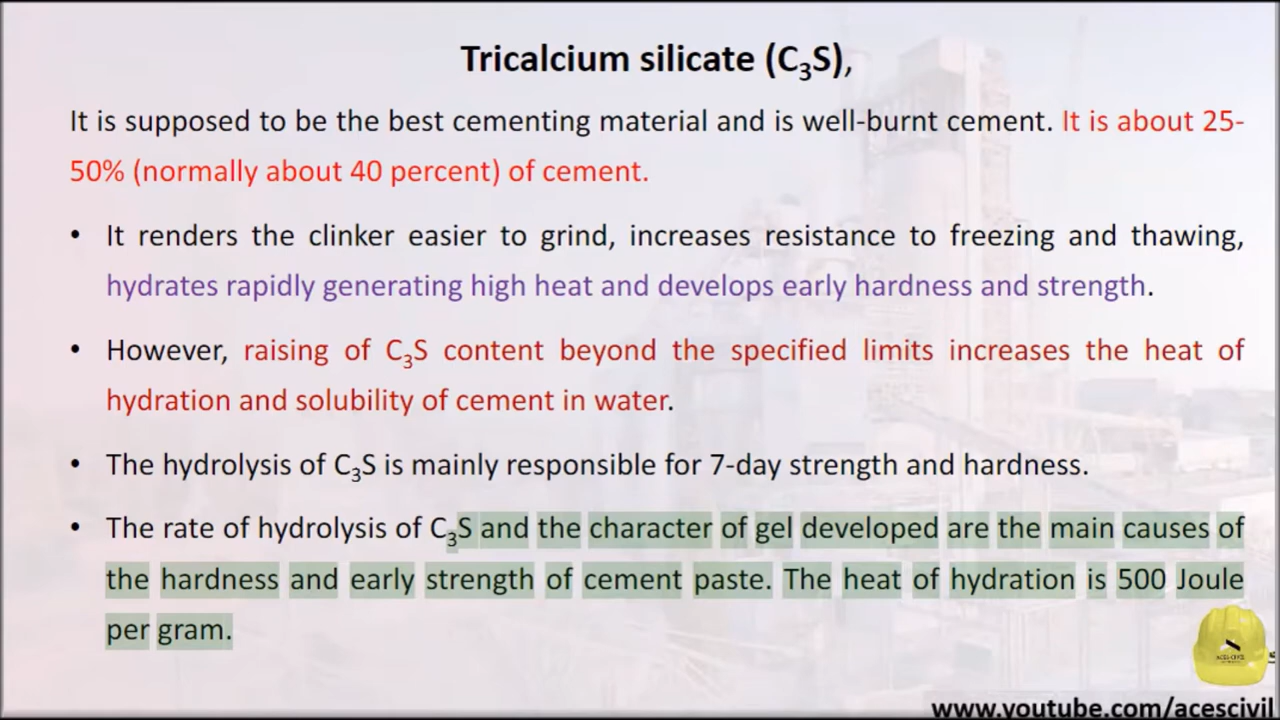 Tricalcium silicate (C₃S),
It is supposed to be the best cementing material and is well-burnt cement. It is about 25-
50% (normally about 40 percent) of cement.
• It renders the clinker easier to grind, increases resistance to freezing and thawing,
hydrates rapidly generating high heat and develops early hardness and strength.
• However, raising of C₃S content beyond the specified limits increases the heat of
hydration and solubility of cement in water.
• The hydrolysis of C₃S is mainly responsible for 7-day strength and hardness.
• The rate of hydrolysis of C₃S and the character of gel developed are the main causes of
the hardness and early strength of cement paste. The heat of hydration is 500 Joule
per gram.
www.youtube.com/acescivil